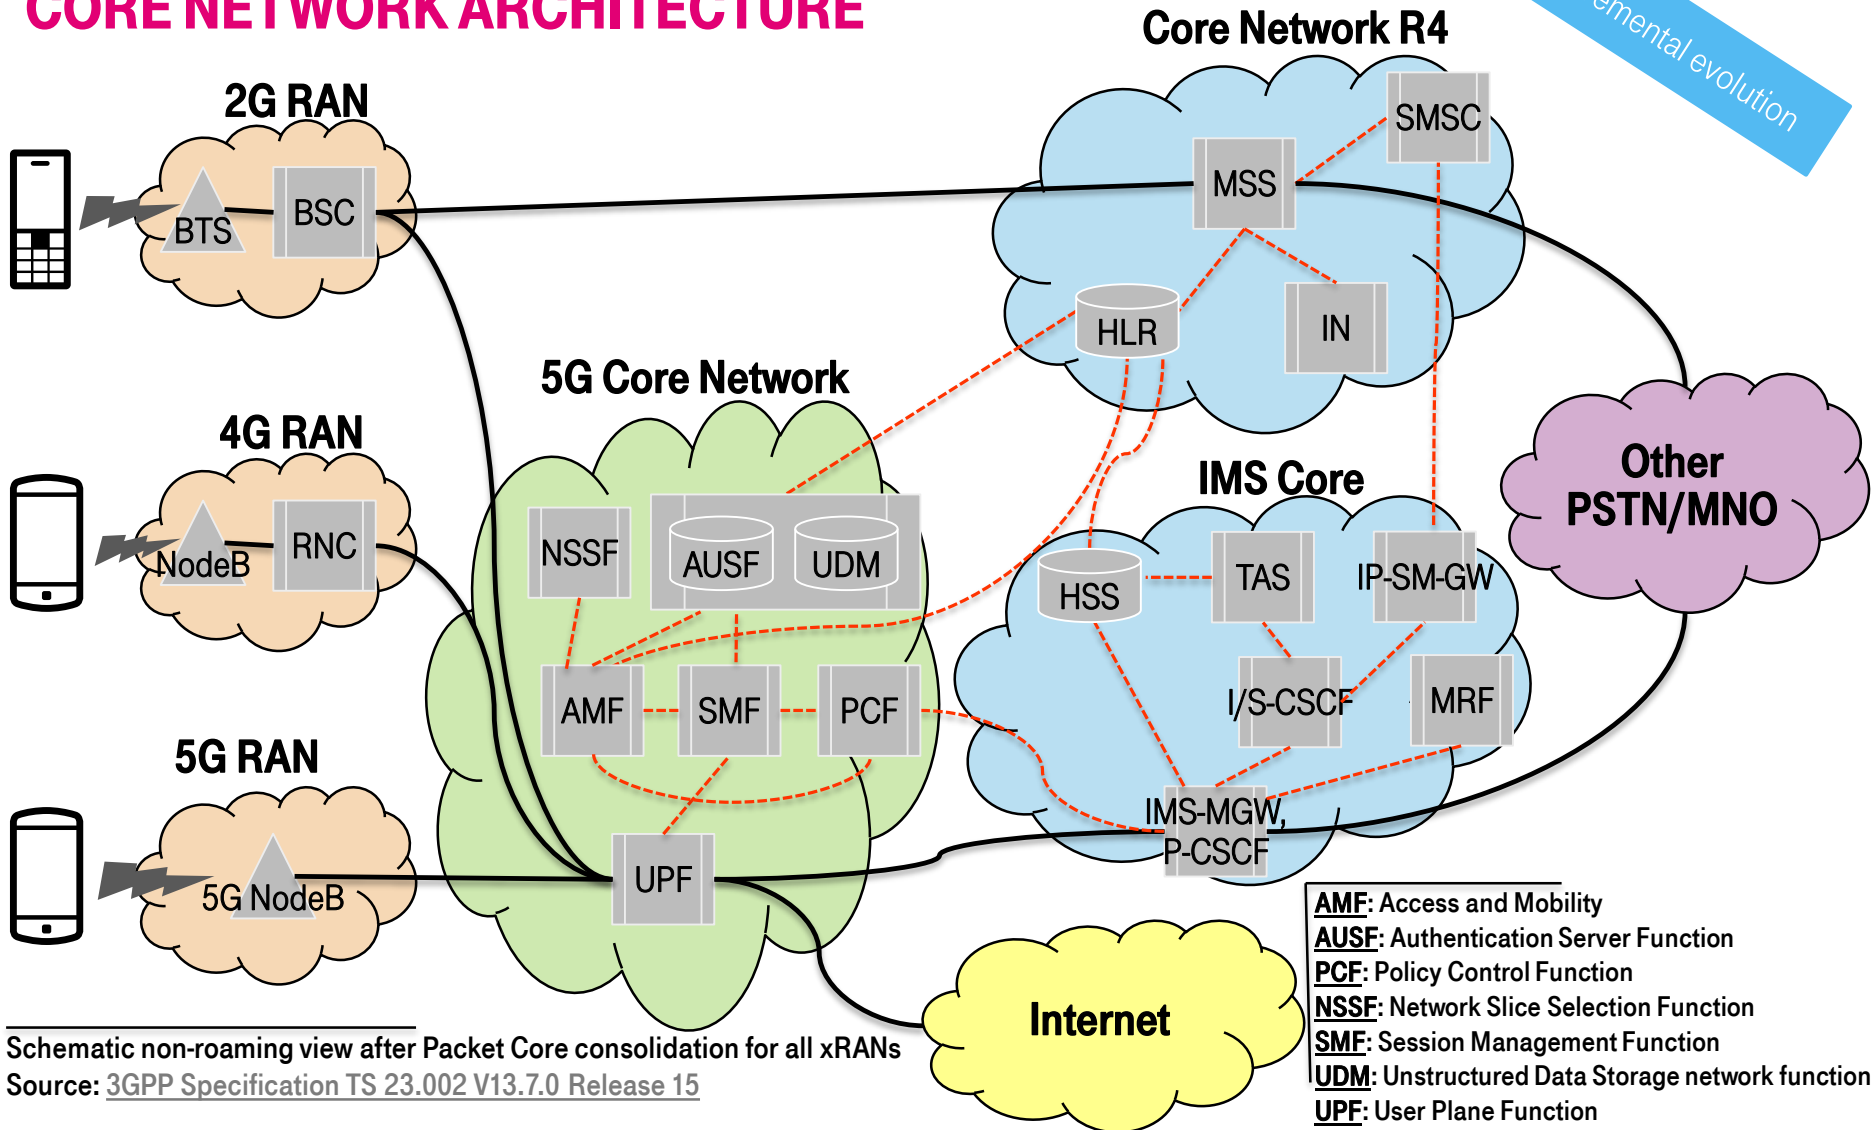 CORE NETWORK ARCHITECTURE
Core Network R4
emental evolution
2G RAN
SMSC
MSS
BSC
BTS
HLR
IN
5G Core Network
4G RAN
Other
PSTN/MNO
IMS Core
NSSF
AUSF
UDM
RNC
NodeB
HSS
TAS
IP-SM-GW
AMF
SMF
PCF
I/S-CSCF
MRF
5G RAN
IMS-MGW,
P-CSCF
UPF
5G NodeB
Internet
AMF: Access and Mobility
AUSF: Authentication Server Function
PCF: Policy Control Function
NSSF: Network Slice Selection Function
SMF: Session Management Function
UDM: Unstructured Data Storage network function
UPF: User Plane Function
Schematic non-roaming view after Packet Core consolidation for all xRANs
Source: 3GPP Specification TS 23.002 V13.7.0 Release 15